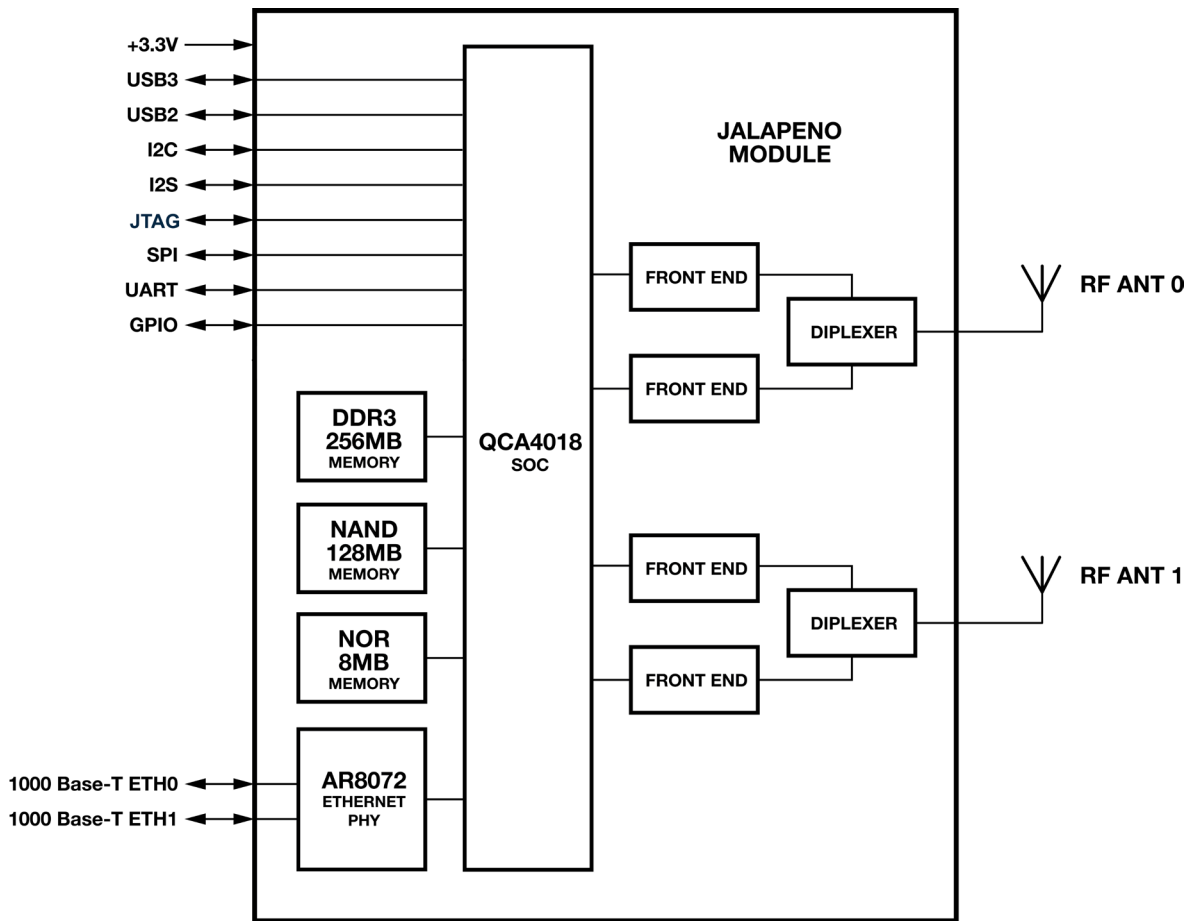 +3.3V
USB3
USB2
I2C
I2S
JTAG
SPI
UART
GPIO
JALAPENO
MODULE
FRONT END
DIPLEXER
RF ANT 0
FRONT END
DDR3
256MB
MEMORY
QCA4018
SOC
NAND
128MB
MEMORY
FRONT END
DIPLEXER
RF ANT 1
FRONT END
NOR
8MB
MEMORY
1000 Base-T ETH0
1000 Base-T ETH1
AR8072
ETHERNET
PHY